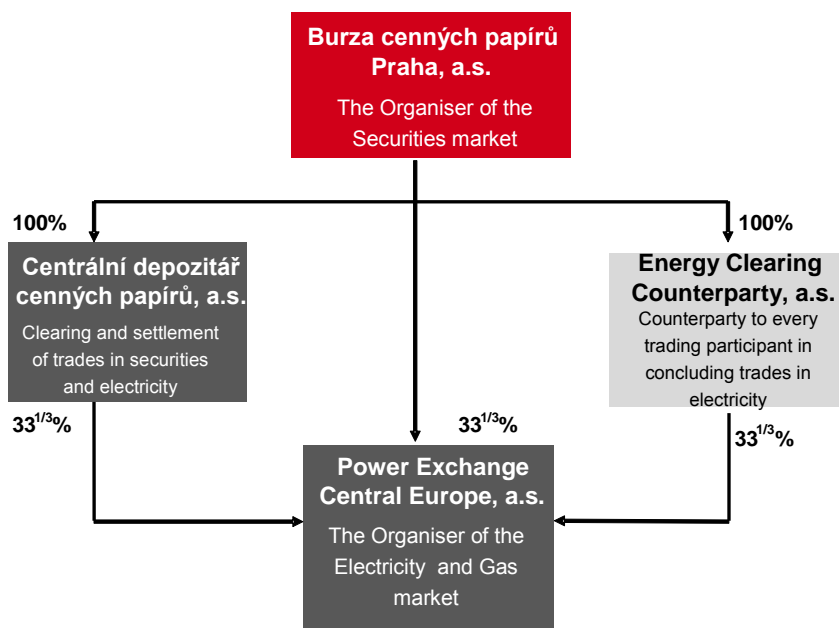 Burza cenných papírů
Praha, a.s.
The Organiser of the
Securities market
100%
100%
Centrální depozitář
cenných papírů, a.s.
Clearing and settlement
of trades in securities
and electricity
Energy Clearing
Counterparty, a.s.
Counterparty to every
trading participant in
concluding trades in
electricity
33^1/3%
33^1/3%
33^1/3%
Power Exchange
Central Europe, a.s.
The Organiser of the
Electricity and Gas
market